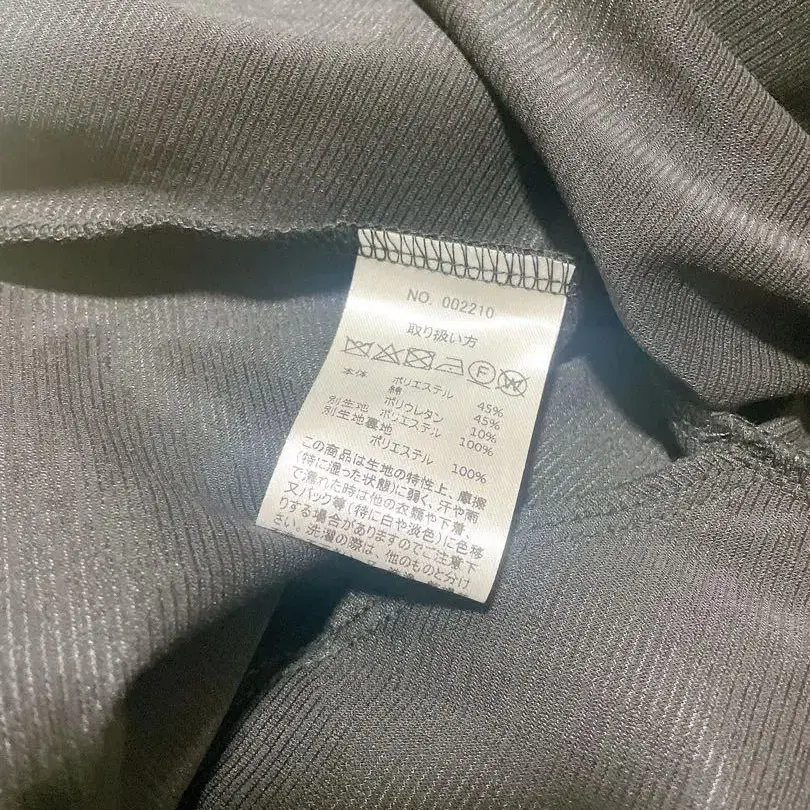 NO. 002210
取り扱い方
F W
本体 ポリエステル 45%
綿 45%
ポリウレタン 10%
別生地 ポリエステル 100%
別生地裏地
ポリエステル 100%
この商品は生地の特性上、摩擦
(特に湿った状態)に弱く、汗や雨
で濡れた時は他の衣類や下着、
又バック等(特に白や淡色)に色移
りする場合がありますのでご注意下
さい。洗濯の際は、他のものと分け